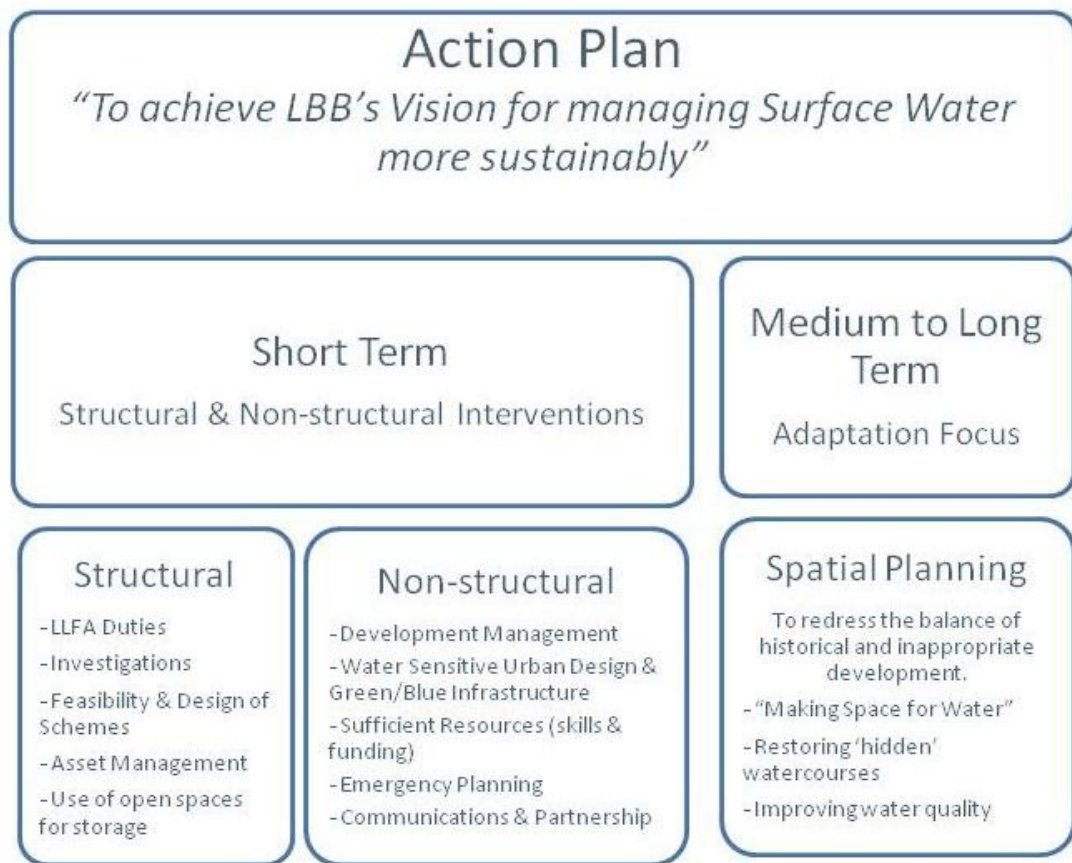 Action Plan
“To achieve LBB’s Vision for managing Surface Water
more sustainably”
Short Term
Structural & Non-structural Interventions
Medium to Long
Term
Adaptation Focus
Structural
-LLFA Duties
-Investigations
-Feasibility & Design of
Schemes
-Asset Management
-Use of open spaces
for storage
Non-structural
-Development Management
-Water Sensitive Urban Design &
Green/Blue Infrastructure
-Sufficient Resources (skills &
funding)
-Emergency Planning
-Communications & Partnership
Spatial Planning
To redress the balance of
historical and inappropriate
development.
-“Making Space for Water”
-Restoring ‘hidden’
watercourses
-Improving water quality